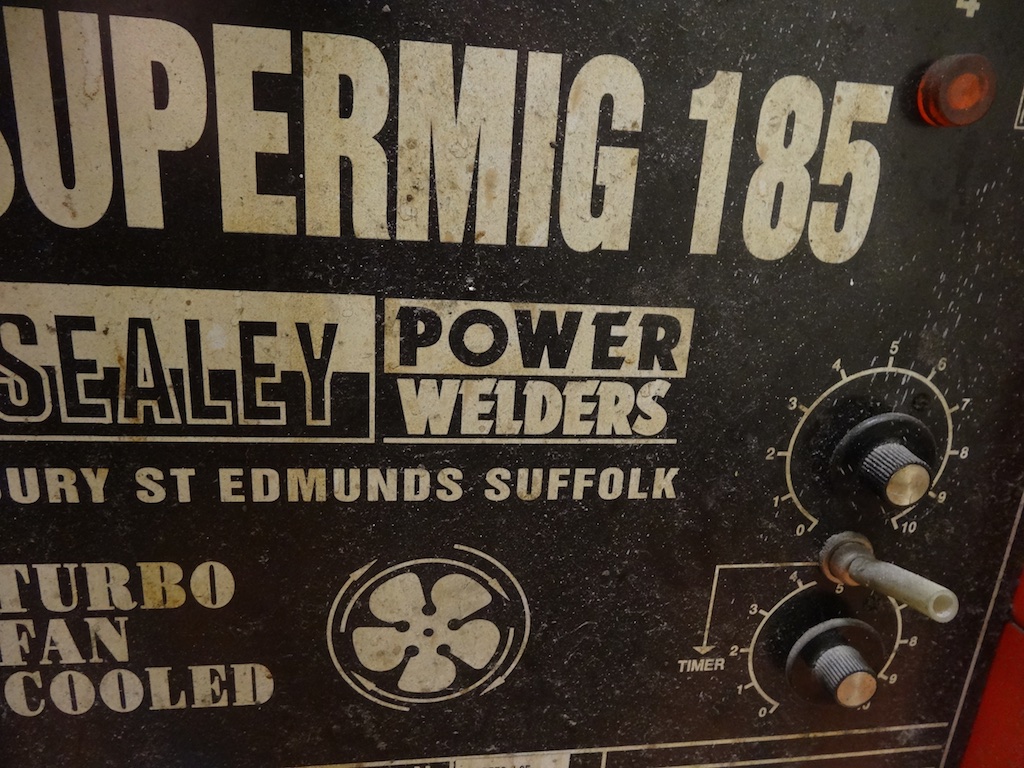 SUPERMIG 185
SEALEY POWER
WELDERS
BURY ST EDMUNDS SUFFOLK
TURBO
FAN
COOLED
0 1 2 3 4 5 6 7 8 9 10
TIMER
0 1 2 3 4 5 8 9